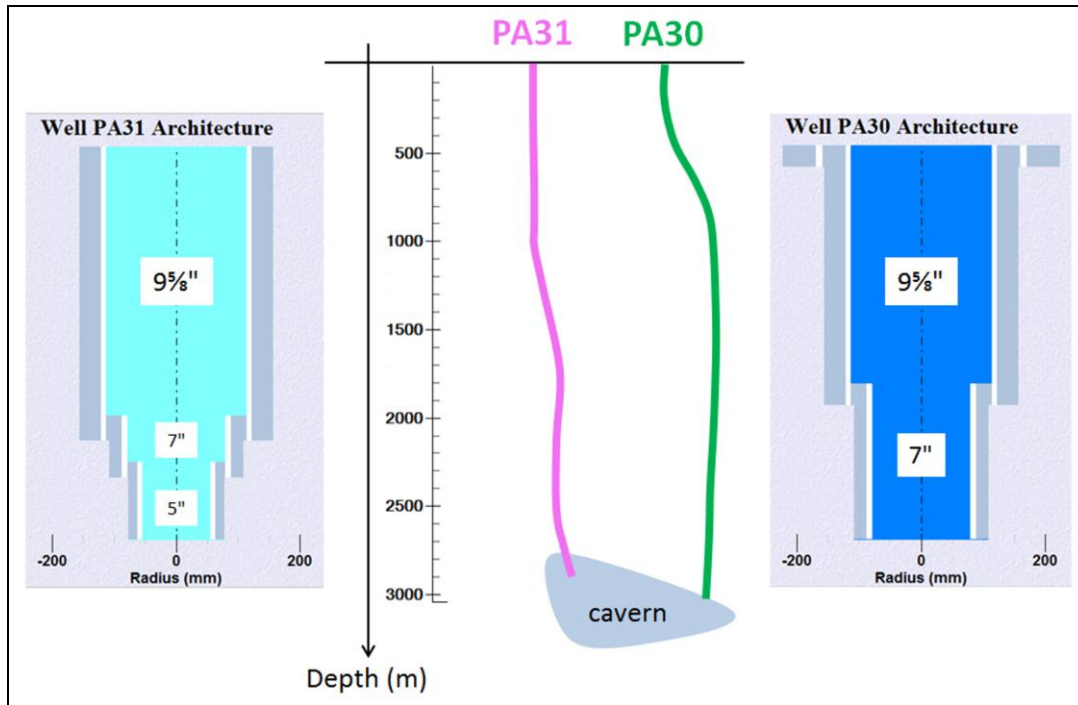 PA31 PA30
Well PA31 Architecture
9⅝"
7"
5"
-200 0 200
Radius (mm)
500
1000
1500
2000
2500
3000
cavern
Depth (m)
Well PA30 Architecture
9⅝"
7"
-200 0 200
Radius (mm)